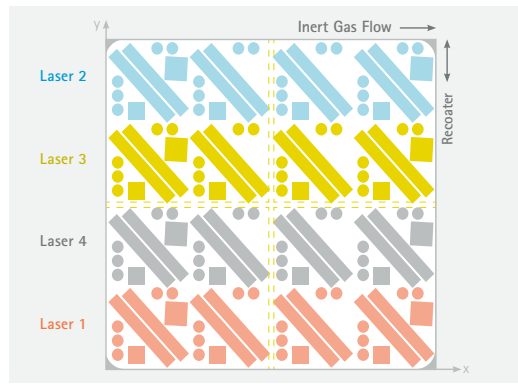 y
Inert Gas Flow
Laser 2
Recoater
Laser 3
Laser 4
Laser 1
x